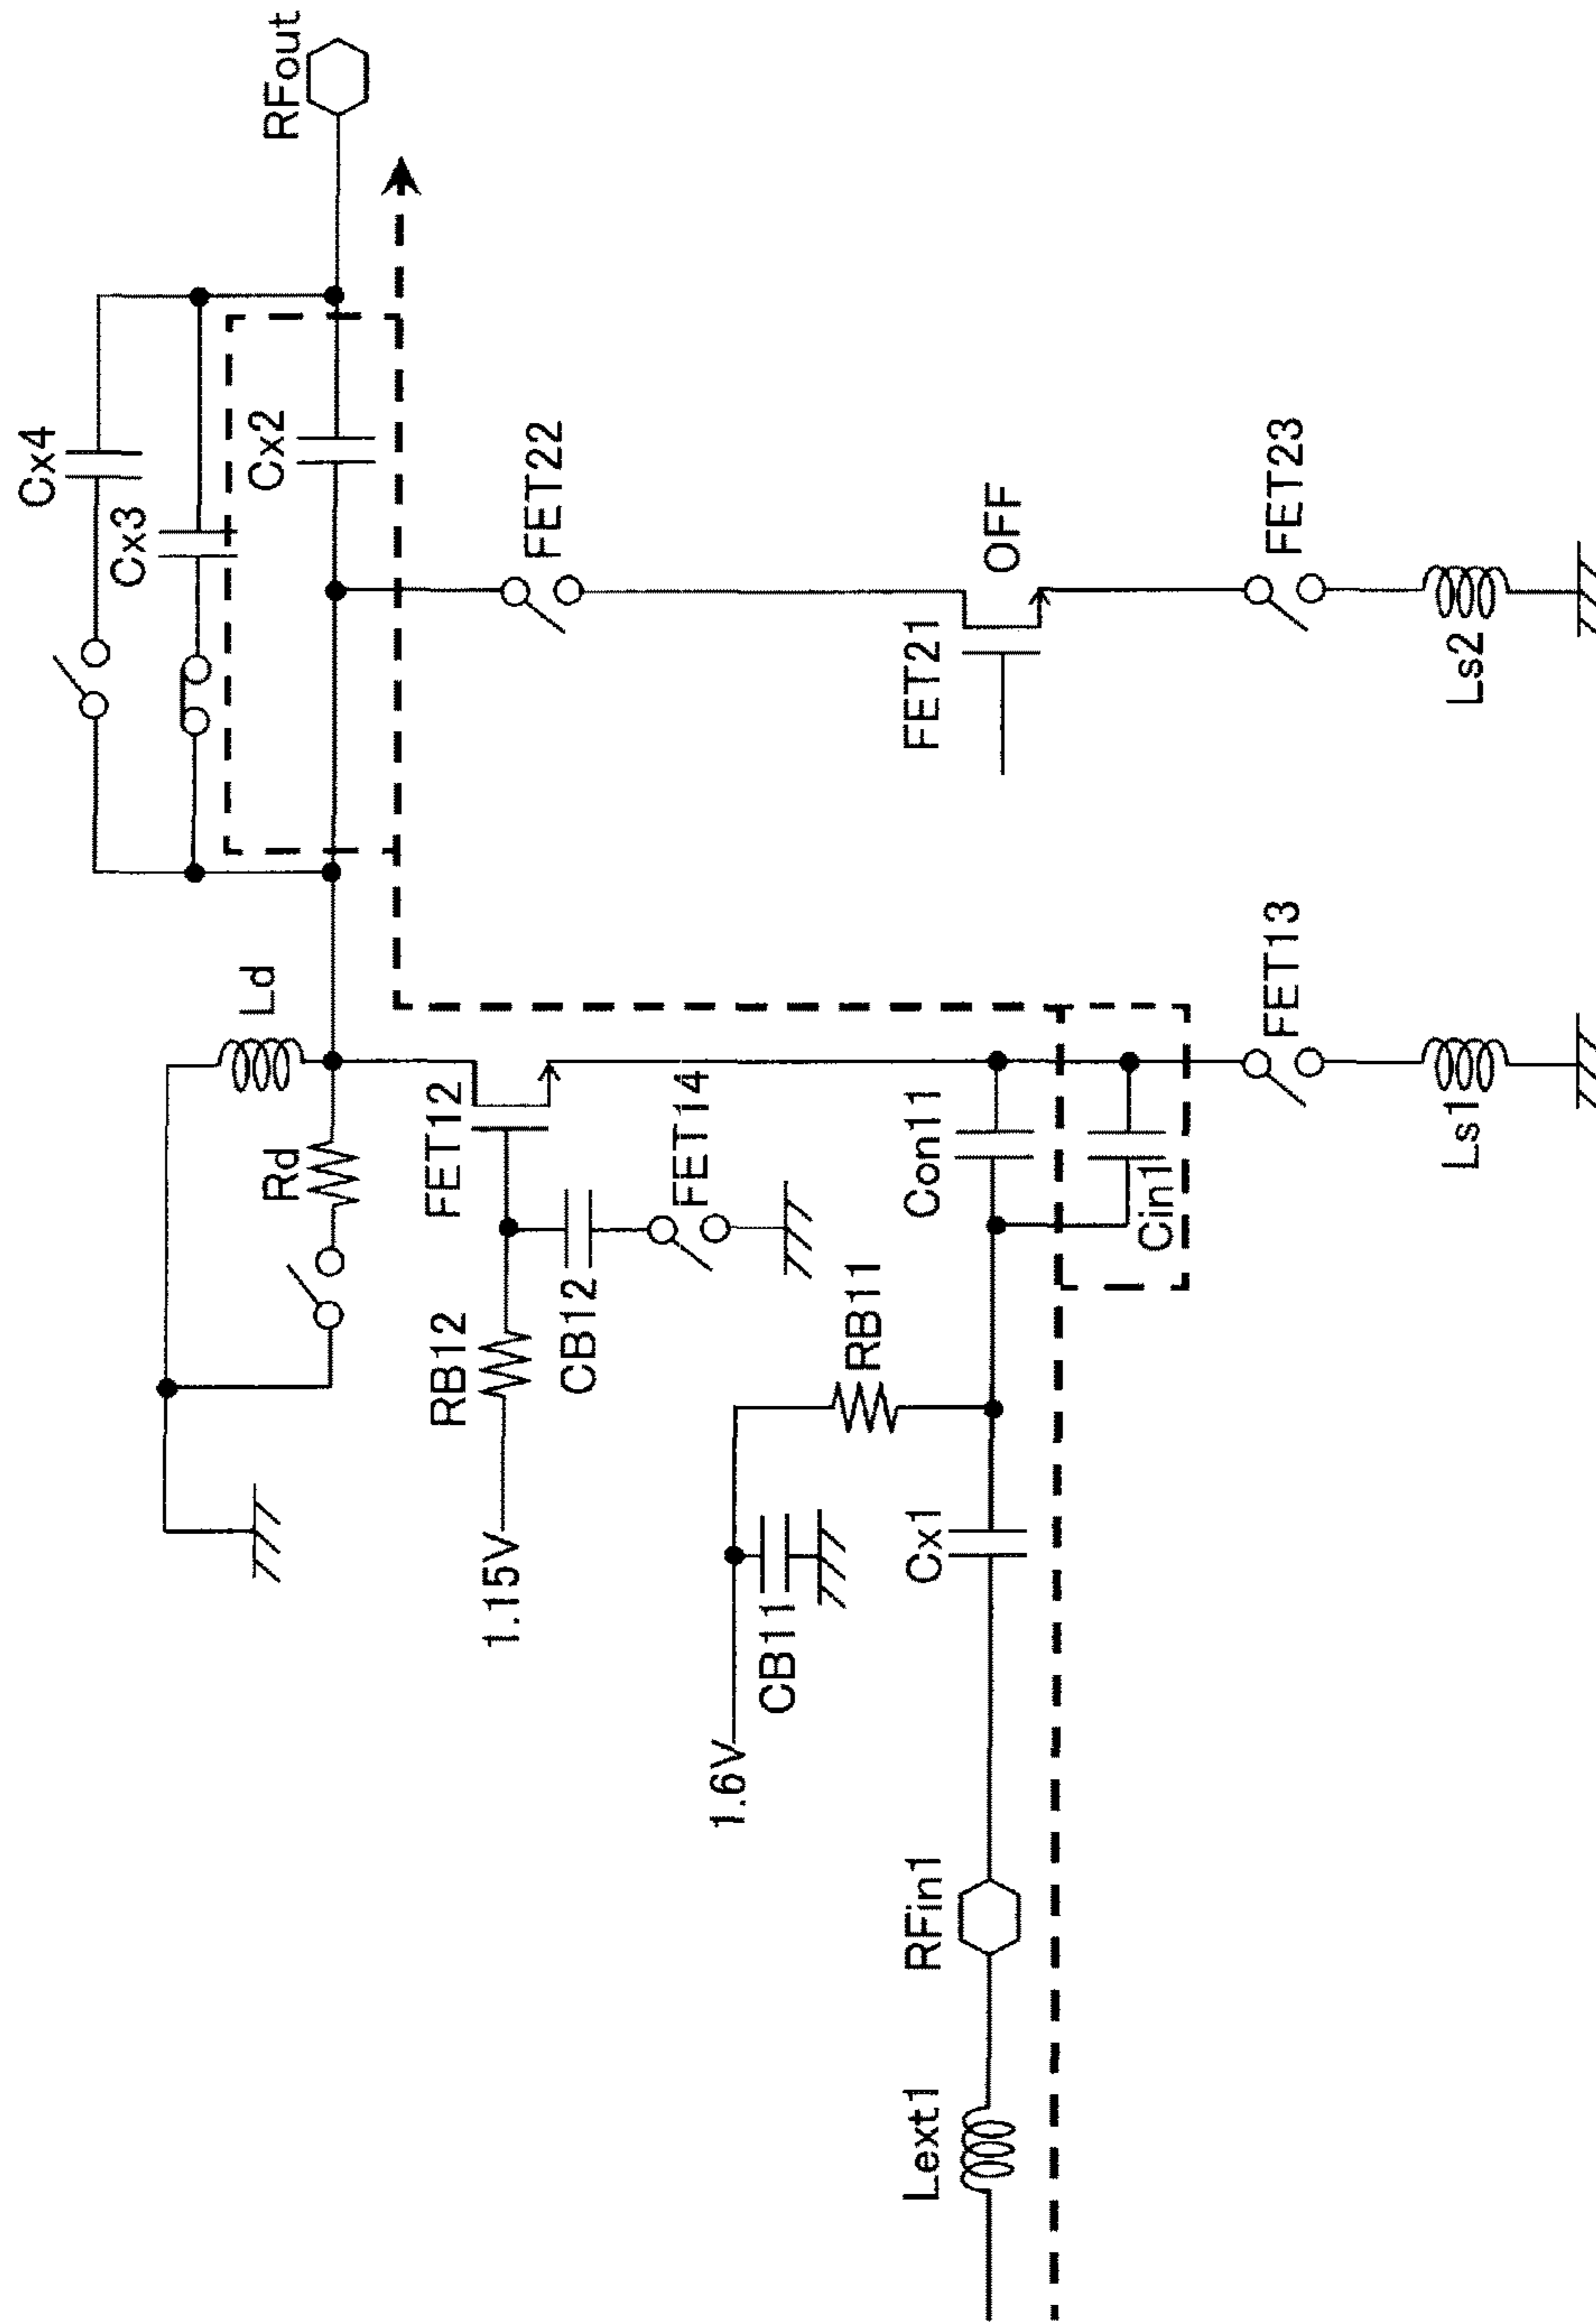 RFout
Cx4
Cx3
Cx2
FET22
OFF
FET21
FET23
Ls2
Ld
Rd
FET12
FET14
RB12
CB12
1.15V
Con11
Cin1
FET13
Ls1
RB11
CB11
1.6V
Cx1
RFin1
Lext1